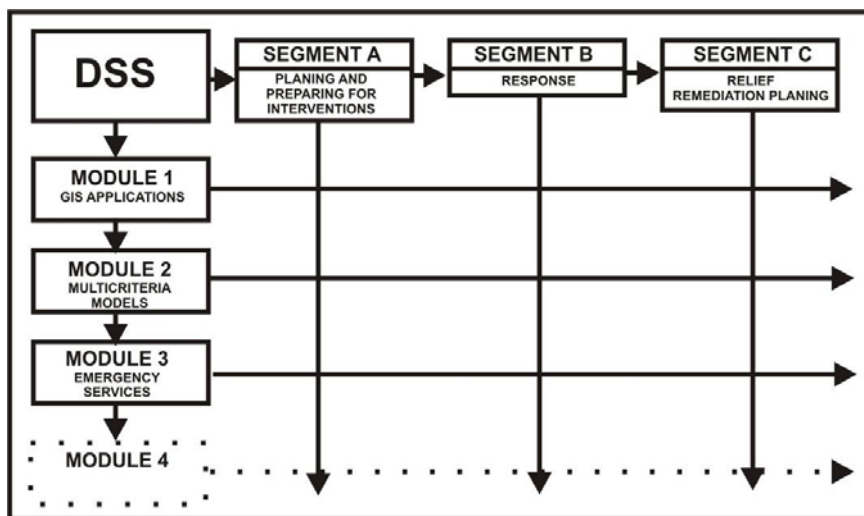 DSS
SEGMENT A
PLANING AND
PREPARING FOR
INTERVENTIONS
SEGMENT B
RESPONSE
SEGMENT C
RELIEF
REMEDIATION PLANING
MODULE 1
GIS APPLICATIONS
MODULE 2
MULTICRITERIA
MODELS
MODULE 3
EMERGENCY
SERVICES
MODULE 4